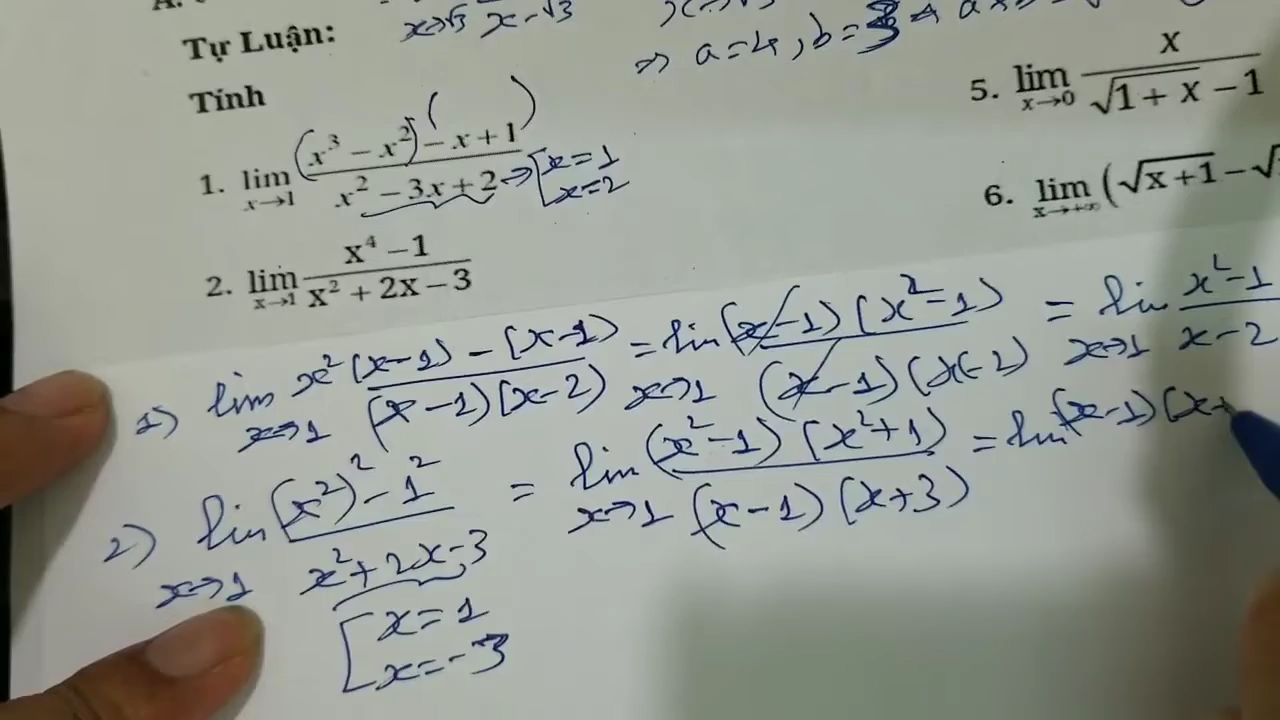 x→√3 x-√3
⇒ a=4, b=3
Tự Luận:
Tính
1. lim x→1 (x³ − x²) − x + 1 / x² − 3x + 2 ⇒ [x=1 x=2
2. lim x→1 x⁴ − 1 / x² + 2x − 3
5. lim x→0 x / √1 + x − 1
6. lim x→+∞ (√x + 1 − √
1) lim x→1 x²(x-1) - (x-1) / (x-1)(x-2) = lim x→1 (x-1)(x²-1) / (x-1)(x-2) = lim x→1 x²-1 / x-2
2) lim x→1 (x²)² - 1² / x²+2x-3 = lim x→1 (x²-1)(x²+1) / (x-1)(x+3) = lim (x-1)(x+
[x=1
x=-3